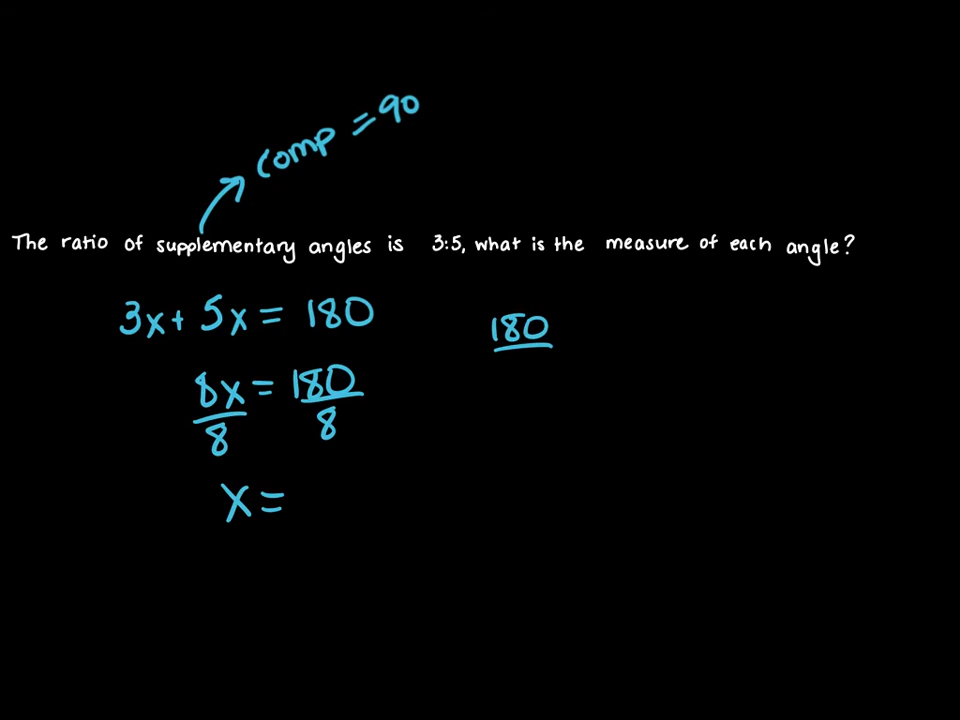 comp = 90
The ratio of supplementary angles is 3:5, what is the measure of each angle?
3x + 5x = 180
180
8x = 180
8 8
x =